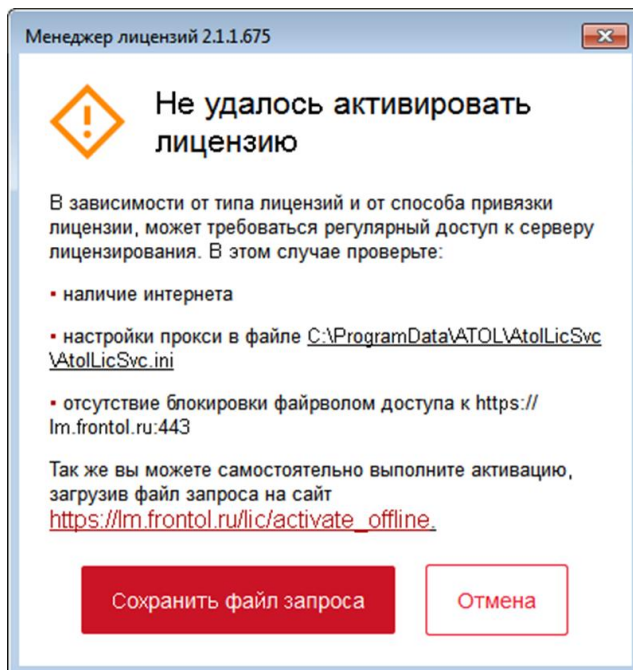 Менеджер лицензий 2.1.1.675
Не удалось активировать
лицензию
В зависимости от типа лицензий и от способа привязки
лицензии, может требоваться регулярный доступ к серверу
лицензирования. В этом случае проверьте:
▪ наличие интернета
▪ настройки прокси в файле C:\ProgramData\ATOL\AtolLicSvc
\AtolLicSvc.ini
▪ отсутствие блокировки файрволом доступа к https://
lm.frontol.ru:443
Так же вы можете самостоятельно выполните активацию,
загрузив файл запроса на сайт
https://lm.frontol.ru/lic/activate_offline.
Сохранить файл запроса
Отмена